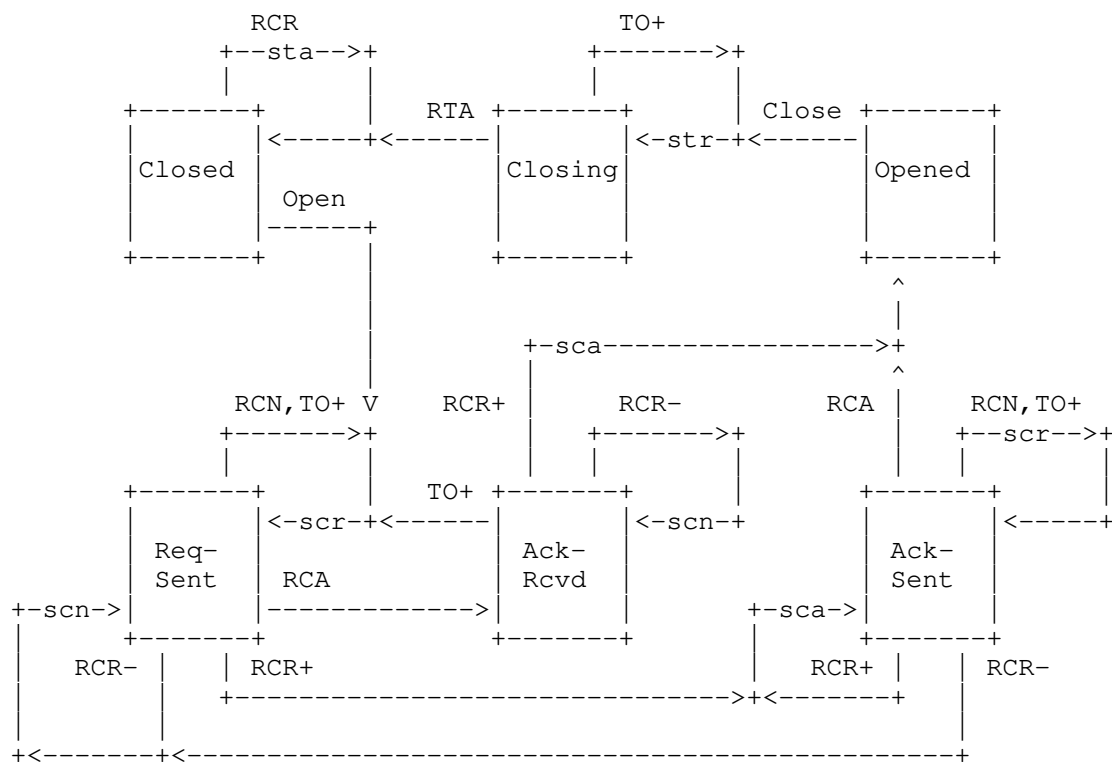 RCR TO+
+--sta-->+ +------->+
| | | |
+-------+ | RTA +-------+ | Close +-------+
| |<-----+<-----| |<-str-+<-----| |
|Closed | |Closing| |Opened |
| | Open | | | |
| |------+ | | | |
+-------+ | +-------+ +-------+
| ^
| |
| +-sca----------------->+
| | ^
RCN,TO+ V RCR+ | RCR- RCA | RCN,TO+
+------->+ | +------->+ | +--scr-->+
| | | | | | | |
+-------+ | TO+ +-------+ | +-------+ |
| |<-scr-+<-----| |<-scn-+ | |<-----+
| Req- | | Ack- | | Ack- |
| Sent | RCA | Rcvd | | Sent |
+-scn->| |------------->| | +-sca->| |
| +-------+ +-------+ | +-------+
| RCR- | | RCR+ | RCR+ | | RCR-
| | +------------------------------->+<-------+ |
| | |
+<--------+<------------------------------------------------+